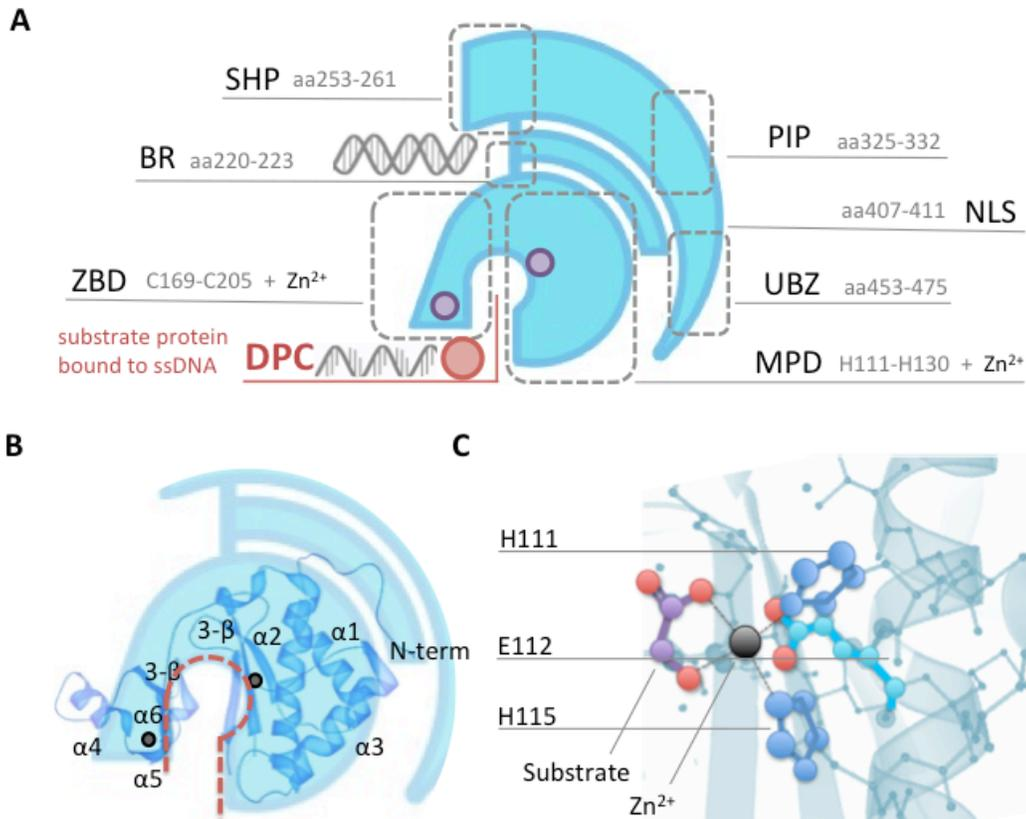 A
SHP aa253-261
BR aa220-223
PIP aa325-332
aa407-411 NLS
ZBD C169-C205 + Zn²⁺
UBZ aa453-475
substrate protein
bound to ssDNA
DPC
MPD H111-H130 + Zn²⁺
B
C
H111
3-β α2 α1
N-term
E112
3-β
α6
H115
α4
α3
α5
Substrate
Zn²⁺